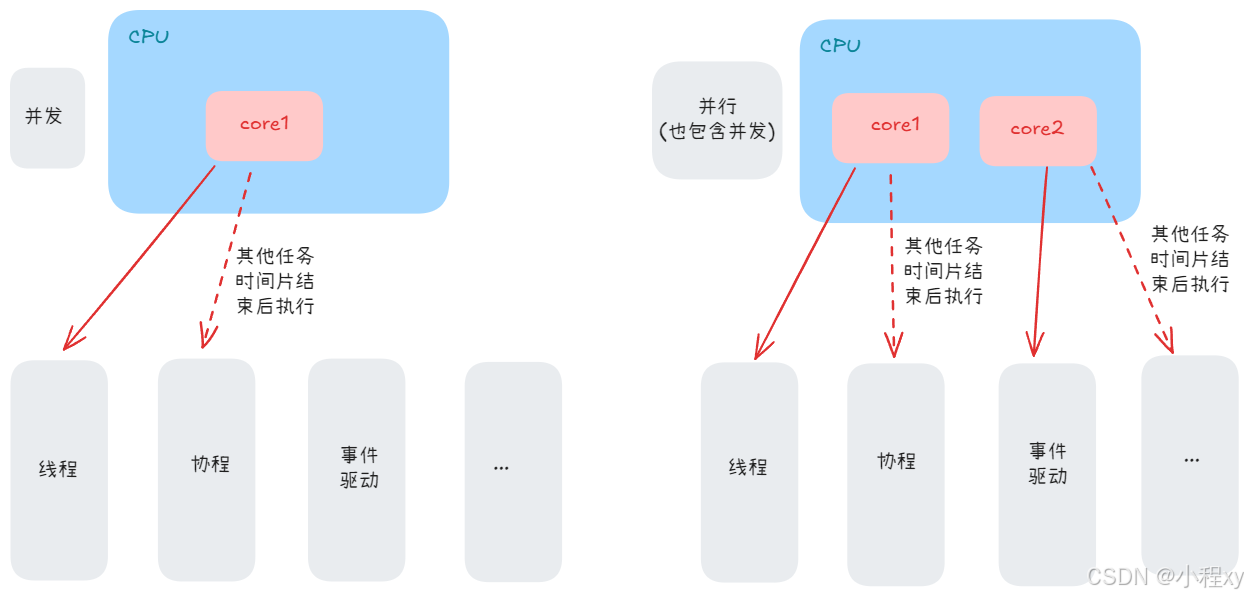 CPU
并发
core1
其他任务
时间片结
束后执行
线程
协程
事件
驱动
...
CPU
并行
(也包含并发)
core1
core2
其他任务
时间片结
束后执行
其他任务
时间片结
束后执行
线程
协程
事件
驱动
...
CSDN @小程xy